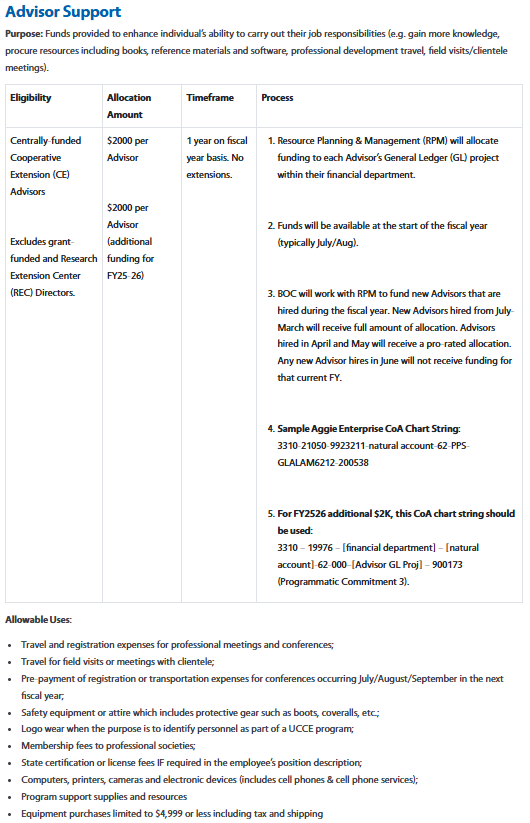 Advisor Support
Purpose: Funds provided to enhance individual's ability to carry out their job responsibilities (e.g. gain more knowledge,
procure resources including books, reference materials and software, professional development travel, field visits/clientele
meetings).
Eligibility
Allocation
Amount
Timeframe
Process
Centrally-funded
Cooperative
Extension (CE)
Advisors
Excludes grant-
funded and Research
Extension Center
(REC) Directors.
$2000 per
Advisor
$2000 per
Advisor
(additional
funding for
FY25-26)
1 year on fiscal
year basis. No
extensions.
1. Resource Planning & Management (RPM) will allocate
funding to each Advisor's General Ledger (GL) project
within their financial department.
2. Funds will be available at the start of the fiscal year
(typically July/Aug).
3. BOC will work with RPM to fund new Advisors that are
hired during the fiscal year. New Advisors hired from July-
March will receive full amount of allocation. Advisors
hired in April and May will receive a pro-rated allocation.
Any new Advisor hires in June will not receive funding for
that current FY.
4. Sample Aggie Enterprise CoA Chart String:
3310-21050-9923211-natural account-62-PPS-
GLALAM6212-200538
5. For FY2526 additional $2K, this CoA chart string should
be used:
3310 – 19976 – [financial department] – [natural
account]-62-000-[Advisor GL Proj] – 900173
(Programmatic Commitment 3).
Allowable Uses:
• Travel and registration expenses for professional meetings and conferences;
• Travel for field visits or meetings with clientele;
• Pre-payment of registration or transportation expenses for conferences occurring July/August/September in the next
fiscal year;
• Safety equipment or attire which includes protective gear such as boots, coveralls, etc.;
• Logo wear when the purpose is to identify personnel as part of a UCCE program;
• Membership fees to professional societies;
• State certification or license fees IF required in the employee's position description;
• Computers, printers, cameras and electronic devices (includes cell phones & cell phone services);
• Program support supplies and resources
• Equipment purchases limited to $4,999 or less including tax and shipping